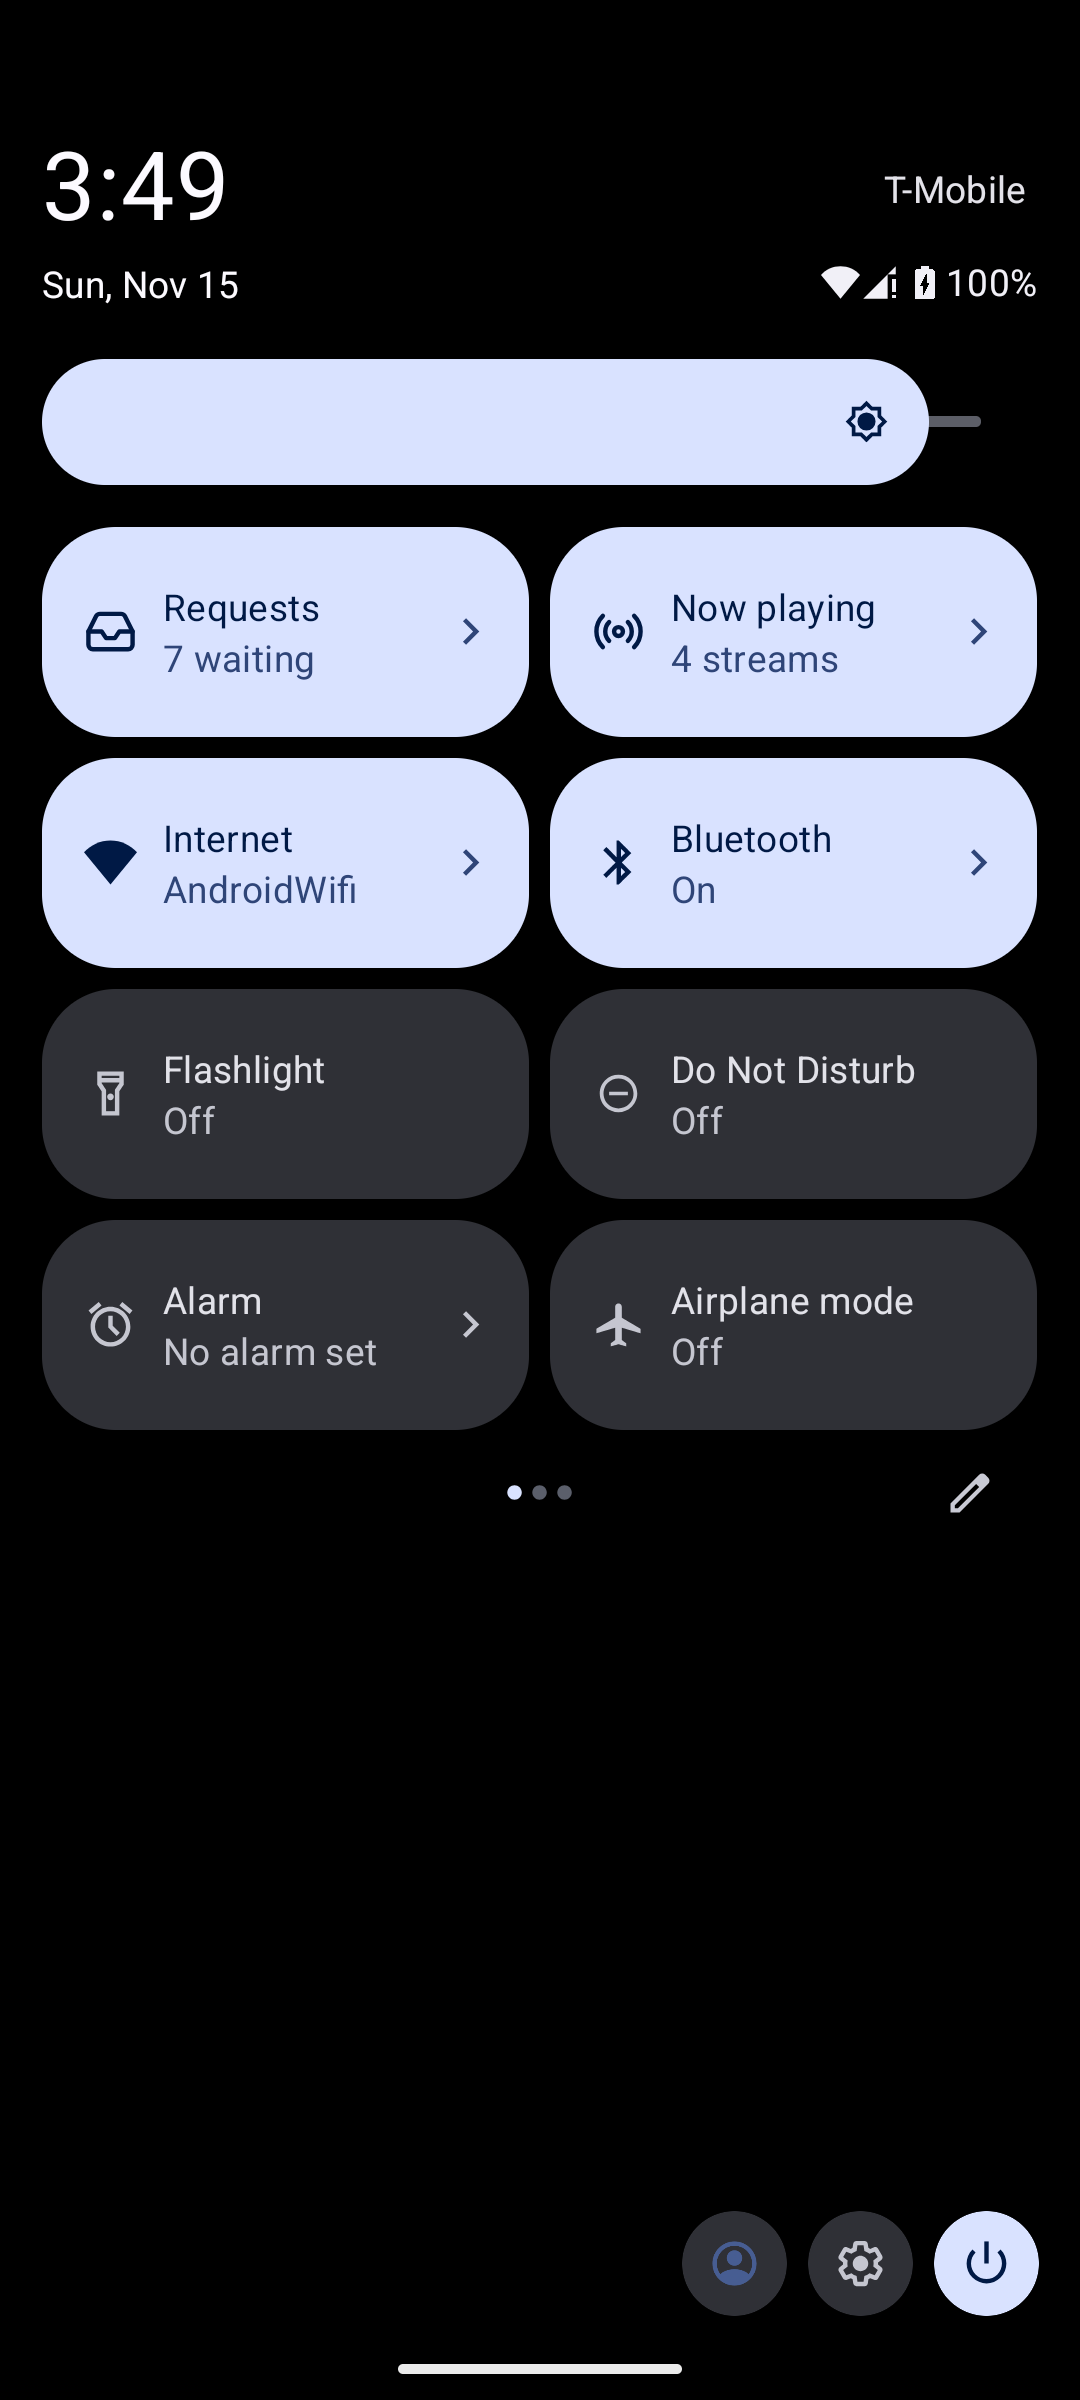 3:49
T-Mobile
Sun, Nov 15
100%
Requests
7 waiting
Now playing
4 streams
Internet
AndroidWifi
Bluetooth
On
Flashlight
Off
Do Not Disturb
Off
Alarm
No alarm set
Airplane mode
Off